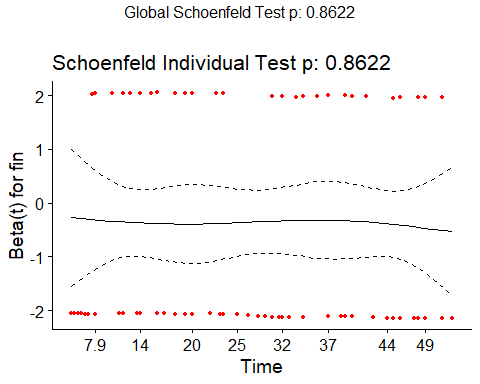 Global Schoenfeld Test p: 0.8622
Schoenfeld Individual Test p: 0.8622
Beta(t) for fin
2
1
0
-1
-2
7.9 14 20 25 32 37 44 49
Time